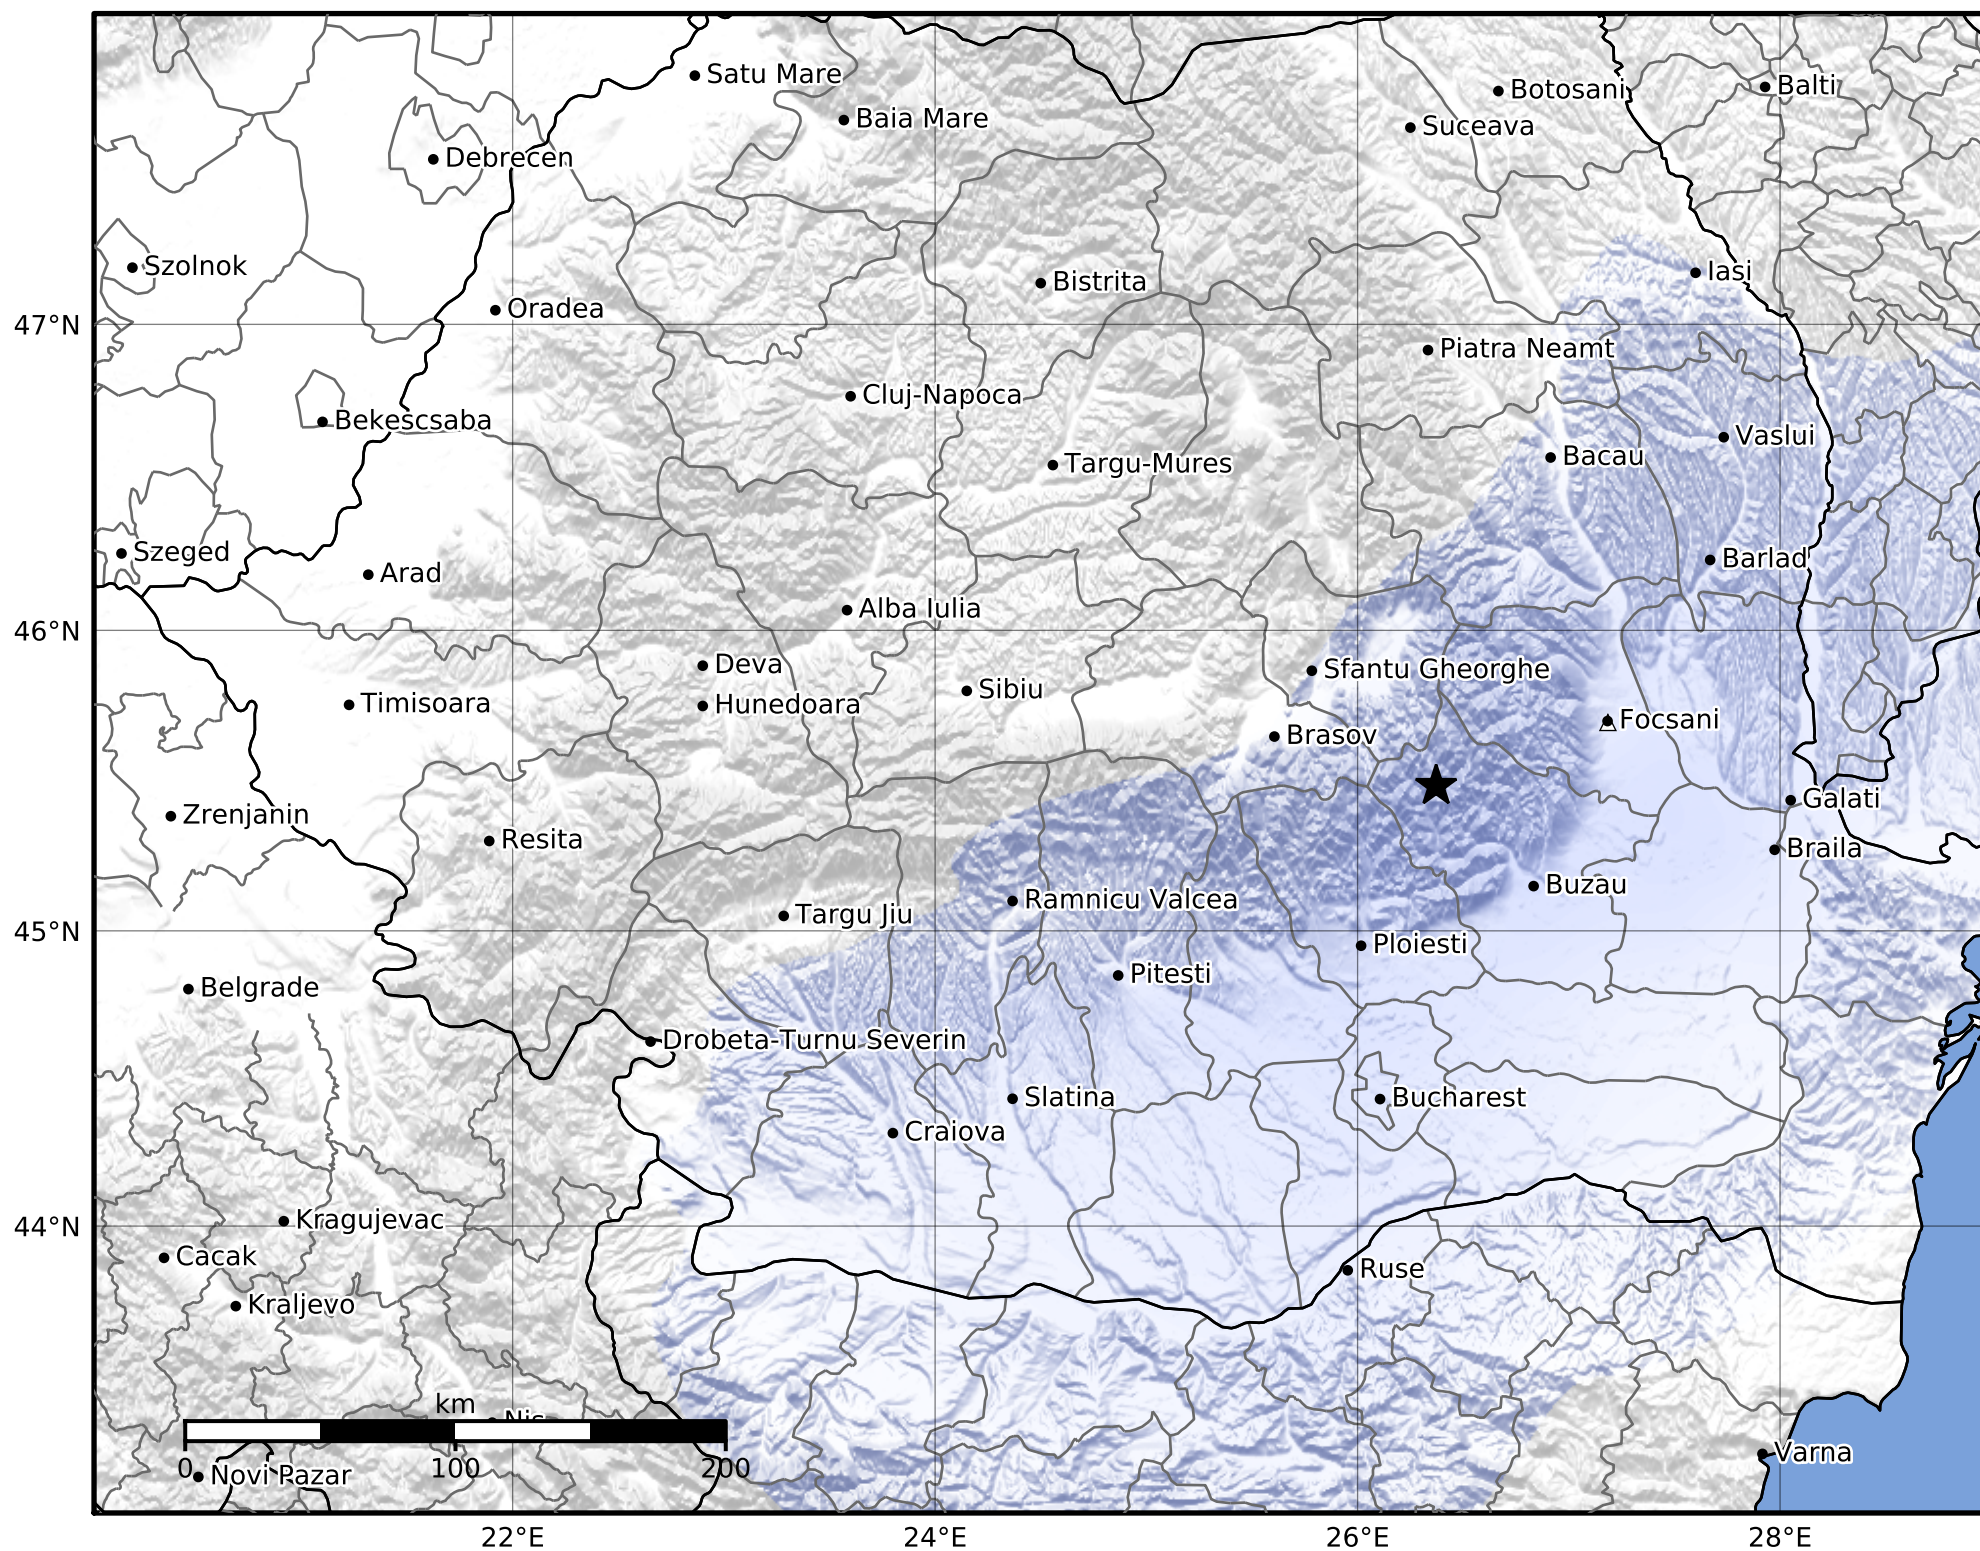 Satu Mare
Botosani
Balti
Baia Mare
Suceava
Debrecen
Szolnok
Iasi
Bistrita
Oradea
47°N
Piatra Neamt
Cluj-Napoca
Bekescsaba
Vaslui
Bacau
Targu-Mures
Szeged
Barlad
Arad
Alba Iulia
46°N
Deva
Sfantu Gheorghe
Sibiu
Timisoara
Hunedoara
Focsani
Brasov
Galati
Zrenjanin
Resita
Braila
Buzau
Ramnicu Valcea
Targu Jiu
45°N
Ploiesti
Pitesti
Belgrade
Drobeta-Turnu Severin
Slatina
Bucharest
Craiova
Kragujevac
44°N
Cacak
Ruse
Kraljevo
km
Nis
Varna
0 100 200
Novi Pazar
22°E 24°E 26°E 28°E